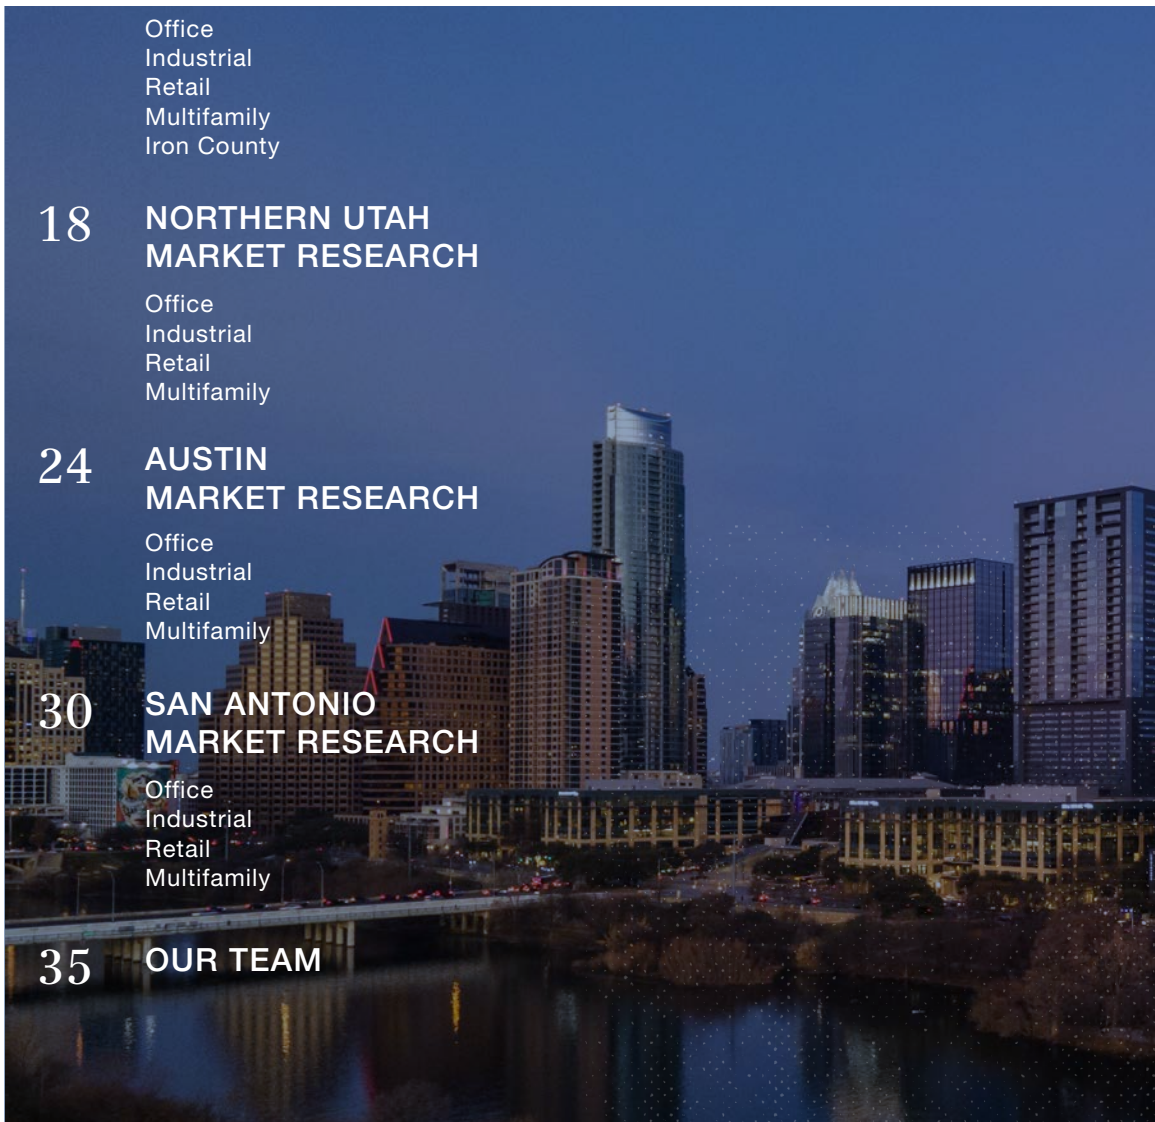 Office
Industrial
Retail
Multifamily
Iron County
18
NORTHERN UTAH
MARKET RESEARCH
Office
Industrial
Retail
Multifamily
24
AUSTIN
MARKET RESEARCH
Office
Industrial
Retail
Multifamily
30
SAN ANTONIO
MARKET RESEARCH
Office
Industrial
Retail
Multifamily
35
OUR TEAM